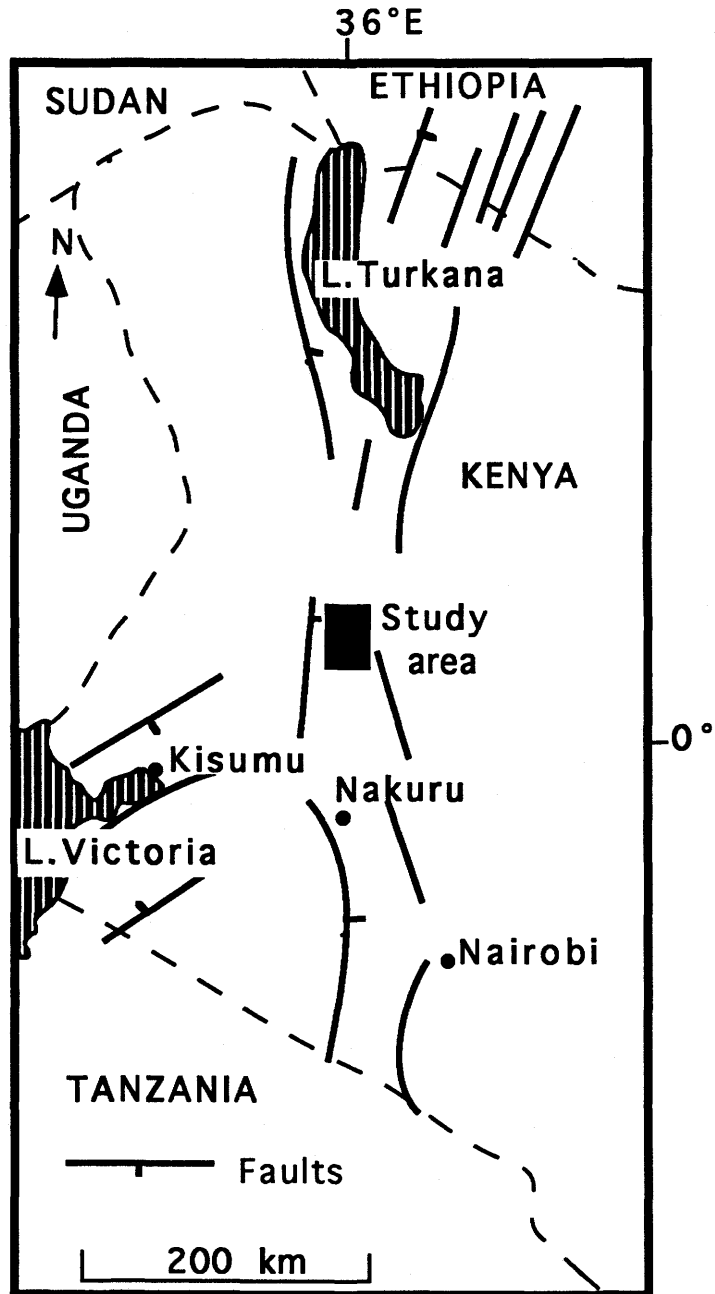 36°E
SUDAN
ETHIOPIA
N
L.Turkana
UGANDA
KENYA
Study
area
0°
Kisumu
Nakuru
L.Victoria
Nairobi
TANZANIA
Faults
200 km